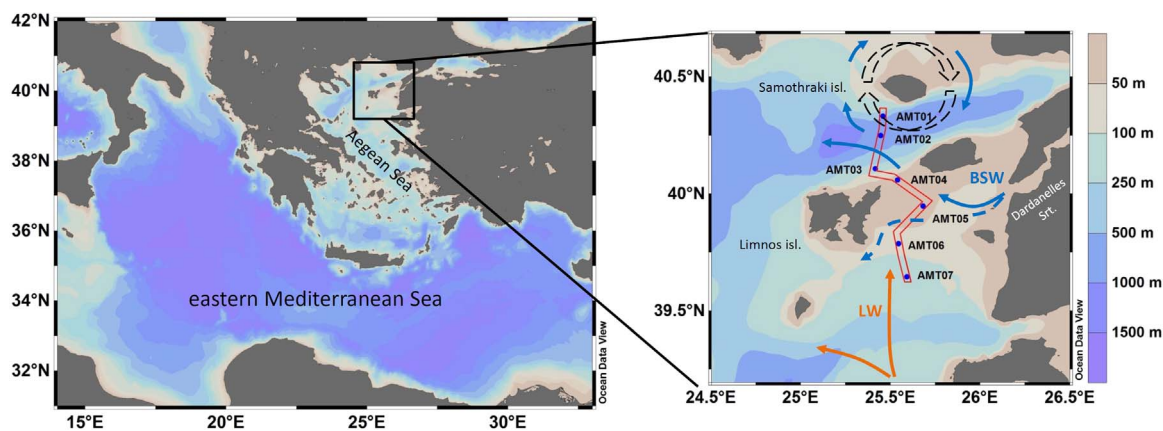 42°N
40°N
38°N
36°N
34°N
32°N
15°E
20°E
25°E
30°E
Aegean Sea
eastern Mediterranean Sea
Ocean Data View
40.5°N
40°N
39.5°N
24.5°E
25°E
25.5°E
26°E
26.5°E
Samothraki isl.
AMT01
AMT02
AMT03
AMT04
BSW
Dardanelles
Srt.
AMT05
Limnos isl.
AMT06
AMT07
LW
Ocean Data View
50 m
100 m
250 m
500 m
1000 m
1500 m